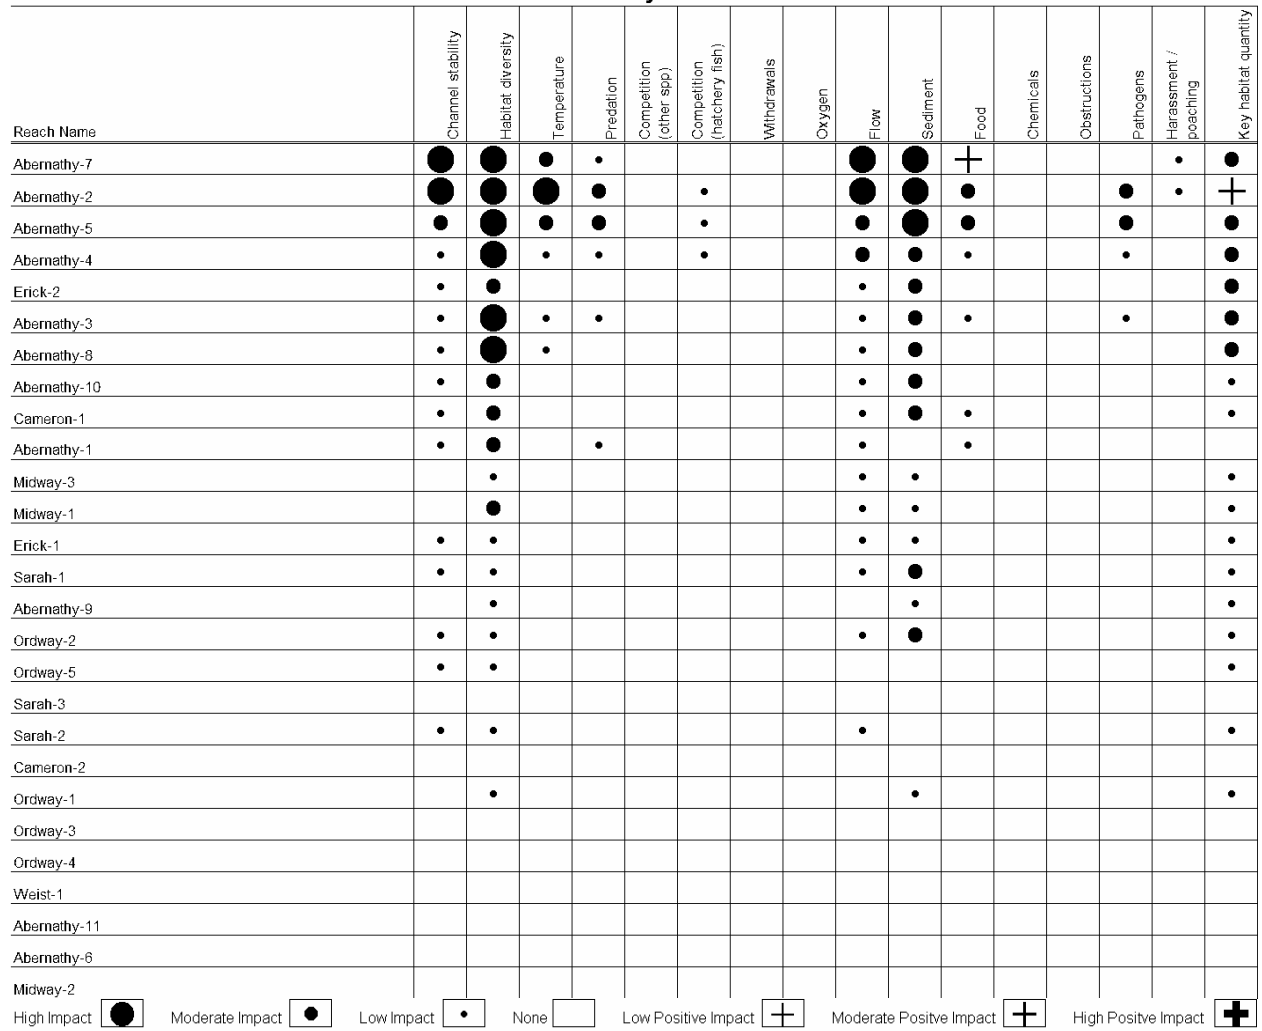 Reach Name
Channel stability
Habitat diversity
Temperature
Predation
Competition
(other spp)
Competition
(hatchery fish)
Withdrawals
Oxygen
Flow
Sediment
Food
Chemicals
Obstructions
Pathogens
Harassment /
poaching
Key habitat quantity
Abernathy-7
Abernathy-2
Abernathy-5
Abernathy-4
Erick-2
Abernathy-3
Abernathy-8
Abernathy-10
Cameron-1
Abernathy-1
Midway-3
Midway-1
Erick-1
Sarah-1
Abernathy-9
Ordway-2
Ordway-5
Sarah-3
Sarah-2
Cameron-2
Ordway-1
Ordway-3
Ordway-4
Weist-1
Abernathy-11
Abernathy-6
Midway-2
High Impact Moderate Impact Low Impact None Low Positive Impact Moderate Positve Impact High Positve Impact